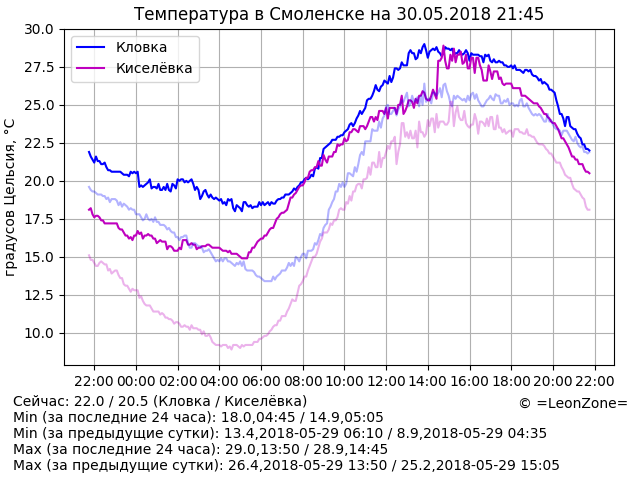 Температура в Смоленске на 30.05.2018 21:45
30.0
27.5
25.0
22.5
20.0
17.5
15.0
12.5
10.0
градусов Цельсия, °C
Кловка
Киселёвка
22:00 00:00 02:00 04:00 06:00 08:00 10:00 12:00 14:00 16:00 18:00 20:00 22:00
Сейчас: 22.0 / 20.5 (Кловка / Киселёвка)
© =LeonZone=
Min (за последние 24 часа): 18.0,04:45 / 14.9,05:05
Min (за предыдущие сутки): 13.4,2018-05-29 06:10 / 8.9,2018-05-29 04:35
Max (за последние 24 часа): 29.0,13:50 / 28.9,14:45
Max (за предыдущие сутки): 26.4,2018-05-29 13:50 / 25.2,2018-05-29 15:05